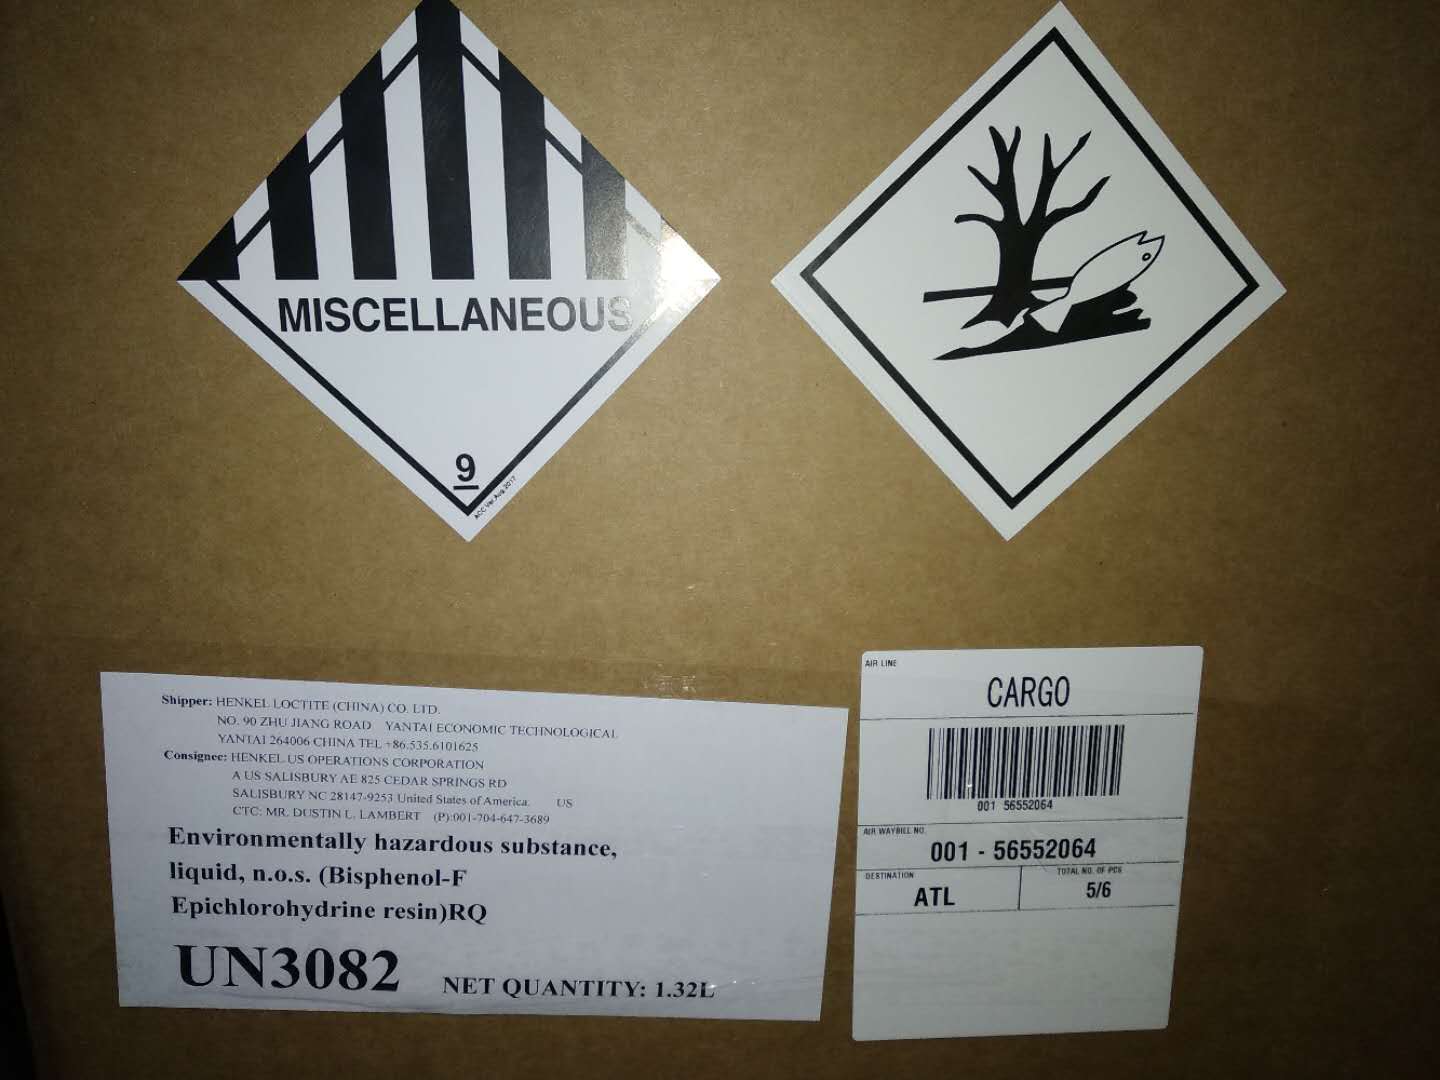 MISCELLANEOUS
9
ACC Ver Aug 2017
Shipper: HENKEL LOCTITE (CHINA) CO. LTD.
NO. 90 ZHU JIANG ROAD YANTAI ECONOMIC TECHNOLOGICAL
YANTAI 264006 CHINA TEL +86.535.6101625
Consignee: HENKEL US OPERATIONS CORPORATION
A US SALISBURY AE 825 CEDAR SPRINGS RD
SALISBURY NC 28147-9253 United States of America. US
CTC: MR. DUSTIN L. LAMBERT (P):001-704-647-3689
Environmentally hazardous substance,
liquid, n.o.s. (Bisphenol-F
Epichlorohydrine resin)RQ
UN3082 NET QUANTITY: 1.32L
AIR LINE
CARGO
001 56552064
AIR WAYBILL NO.
001 - 56552064
DESTINATION
ATL
TOTAL NO. OF PCS
5/6